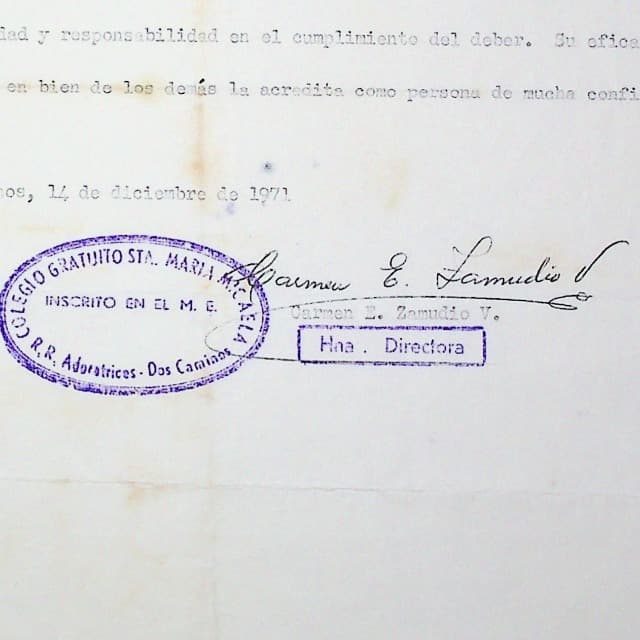 dad y responsabilidad en el cumplimiento del deber. Su efica
en bien de los demás la acredita como persona de mucha confi
os, 14 de diciembre de 1971
COLEGIO GRATUITO STA. MARIA MICAELA
INSCRITO EN EL M. E.
R.R. Adoratrices - Dos Caminos
Carmen E. Zamudio V
Carmen E. Zamudio V.
Hna. Directora